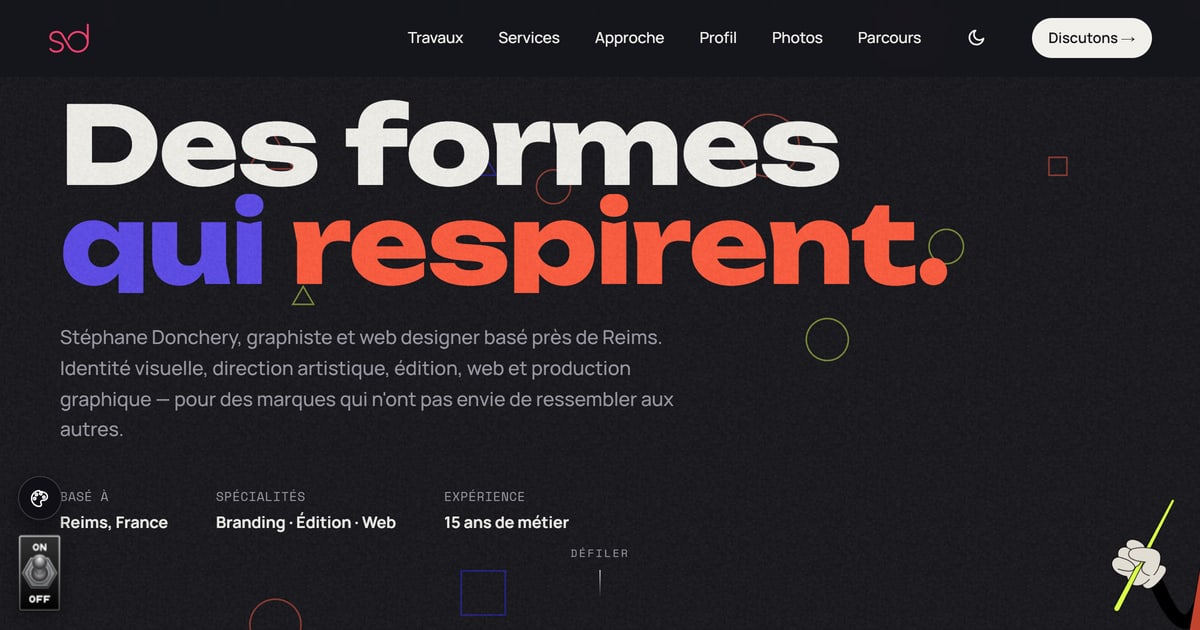 sd
Travaux Services Approche Profil Photos Parcours Discutons →
Des formes
qui respirent.
Stéphane Donchery, graphiste et web designer basé près de Reims.
Identité visuelle, direction artistique, édition, web et production
graphique — pour des marques qui n'ont pas envie de ressembler aux
autres.
BASÉ À SPÉCIALITÉS EXPÉRIENCE
Reims, France Branding · Édition · Web 15 ans de métier
DÉFILER
ON
OFF